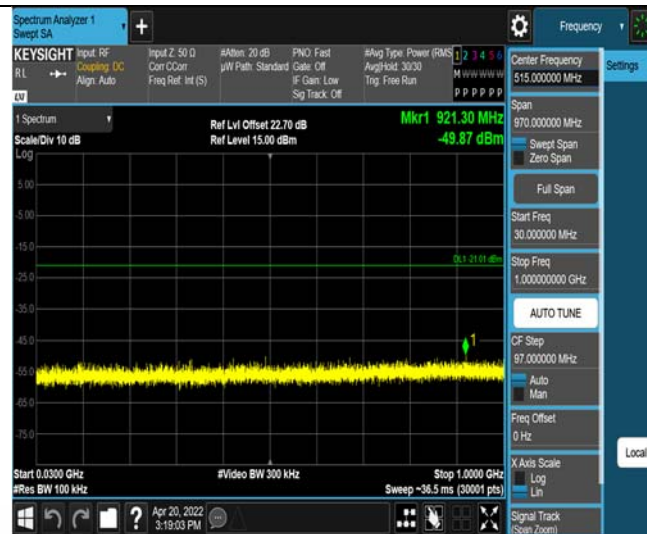 Spectrum Analyzer 1
Swept SA
+
Frequency
KEYSIGHT
RL
Input: RF
Coupling: DC
Align: Auto
Input Z: 50 Ω
Corr CCorr
Freq Ref: Int (S)
#Atten: 20 dB
µW Path: Standard
PNO: Fast
Gate: Off
IF Gain: Low
Sig Track: Off
#Avg Type: Power (RMS
Avg|Hold: 30/30
Trig: Free Run
1 2 3 4 5 6
M W W W W W
P P P P P P
LXI
1 Spectrum
Scale/Div 10 dB
Log
Ref Lvl Offset 22.70 dB
Ref Level 15.00 dBm
Mkr1 921.30 MHz
-49.87 dBm
5.00
-5.00
-15.0
DL1 -21.01 dBm
-25.0
-35.0
-45.0
1
-55.0
-65.0
-75.0
Start 0.0300 GHz
#Res BW 100 kHz
#Video BW 300 kHz
Stop 1.0000 GHz
Sweep ~36.5 ms (30001 pts)
?
Apr 20, 2022
3:19:03 PM
Center Frequency
515.000000 MHz
Settings
Span
970.000000 MHz
Swept Span
Zero Span
Full Span
Start Freq
30.000000 MHz
Stop Freq
1.000000000 GHz
AUTO TUNE
CF Step
97.000000 MHz
Auto
Man
Freq Offset
0 Hz
Local
X Axis Scale
Log
Lin
Signal Track
(Span Zoom)